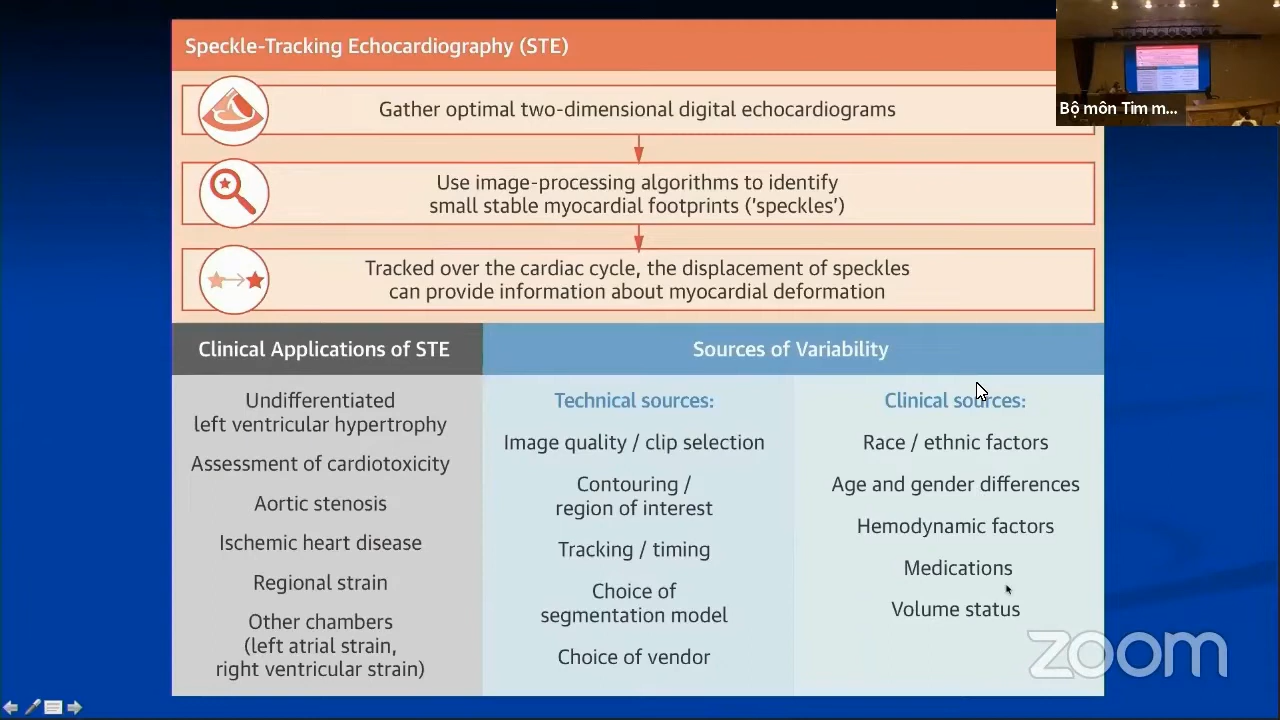 Speckle-Tracking Echocardiography (STE)
Bộ môn Tim m...
Gather optimal two-dimensional digital echocardiograms
Use image-processing algorithms to identify
small stable myocardial footprints ('speckles')
Tracked over the cardiac cycle, the displacement of speckles
can provide information about myocardial deformation
Clinical Applications of STE
Undifferentiated
left ventricular hypertrophy
Assessment of cardiotoxicity
Aortic stenosis
Ischemic heart disease
Regional strain
Other chambers
(left atrial strain,
right ventricular strain)
Sources of Variability
Technical sources:
Image quality / clip selection
Contouring /
region of interest
Tracking / timing
Choice of
segmentation model
Choice of vendor
Clinical sources:
Race / ethnic factors
Age and gender differences
Hemodynamic factors
Medications
Volume status
zoom